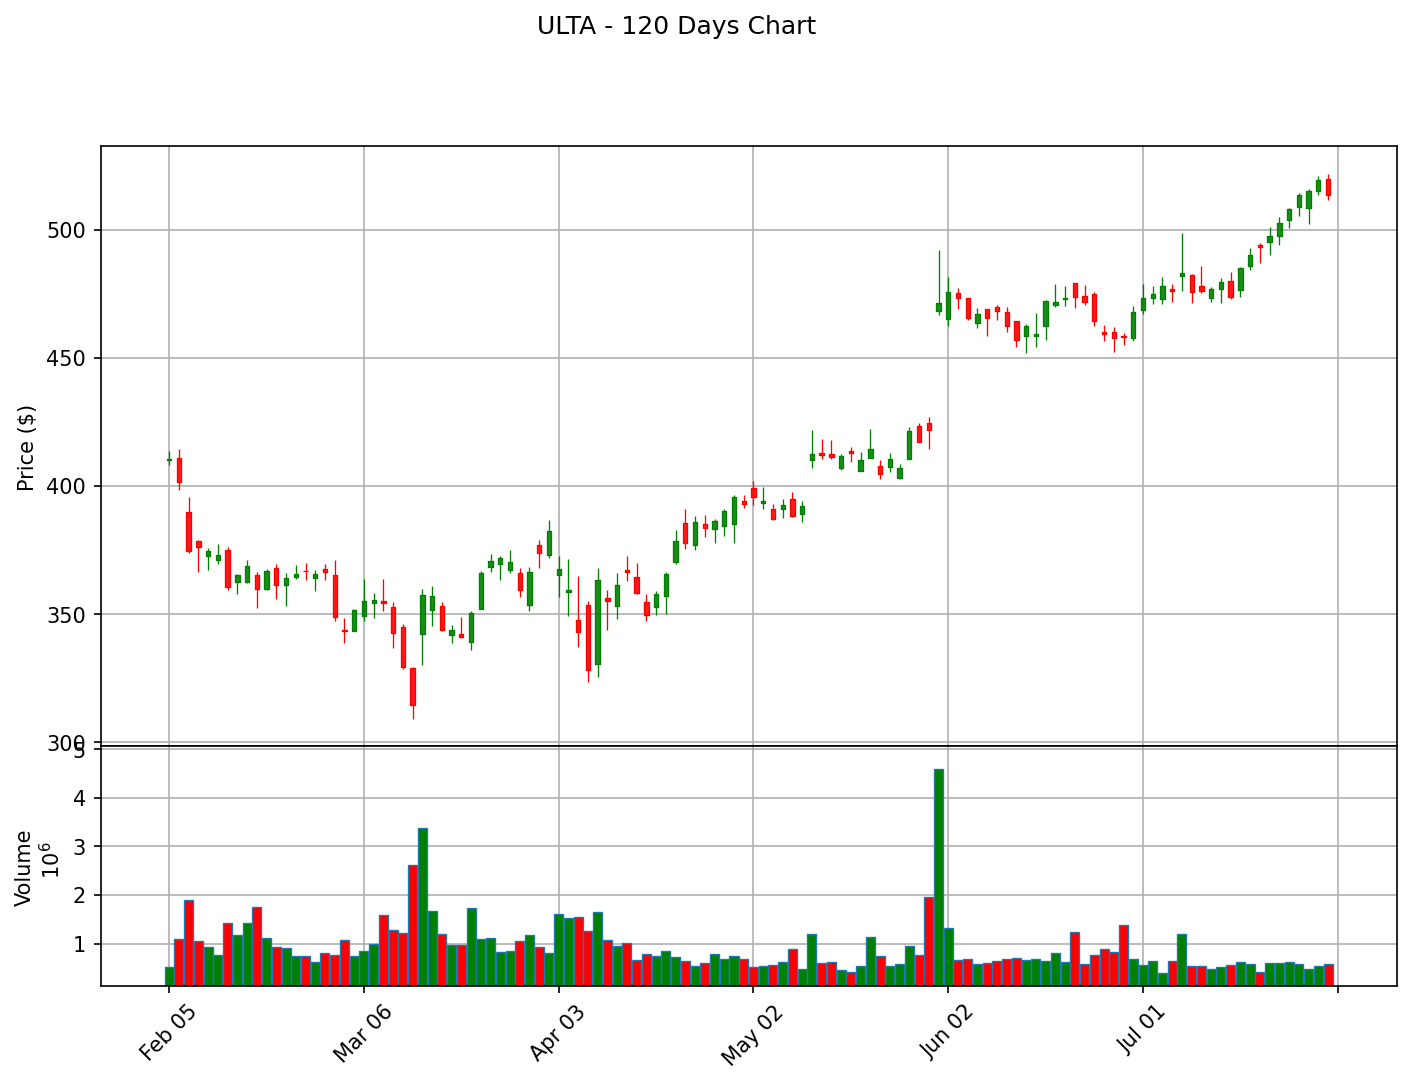 ULTA - 120 Days Chart
Price ($)
500
450
400
350
300
Volume
10⁶
5
4
3
2
1
Feb 05
Mar 06
Apr 03
May 02
Jun 02
Jul 01